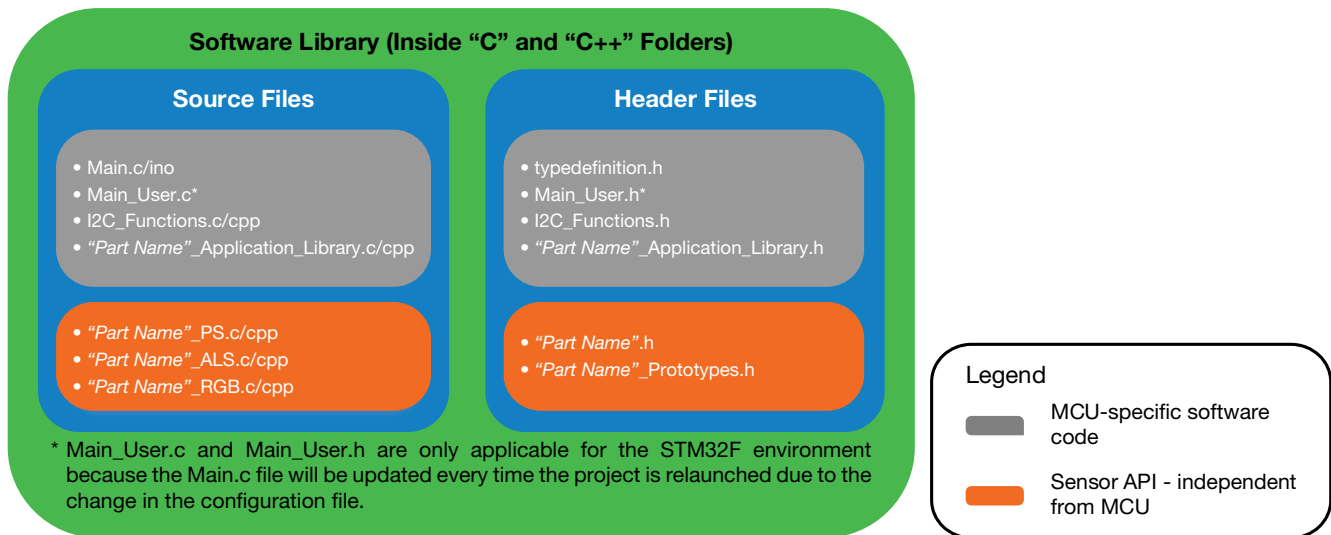 Software Library (Inside “C” and “C++” Folders)
Source Files
• Main.c/ino
• Main_User.c*
• I2C_Functions.c/cpp
• “Part Name”_Application_Library.c/cpp
• “Part Name”_PS.c/cpp
• “Part Name”_ALS.c/cpp
• “Part Name”_RGB.c/cpp
Header Files
• typedefinition.h
• Main_User.h*
• I2C_Functions.h
• “Part Name”_Application_Library.h
• “Part Name”.h
• “Part Name”_Prototypes.h
* Main_User.c and Main_User.h are only applicable for the STM32F environment
because the Main.c file will be updated every time the project is relaunched due to the
change in the configuration file.
Legend
MCU-specific software
code
Sensor API - independent
from MCU